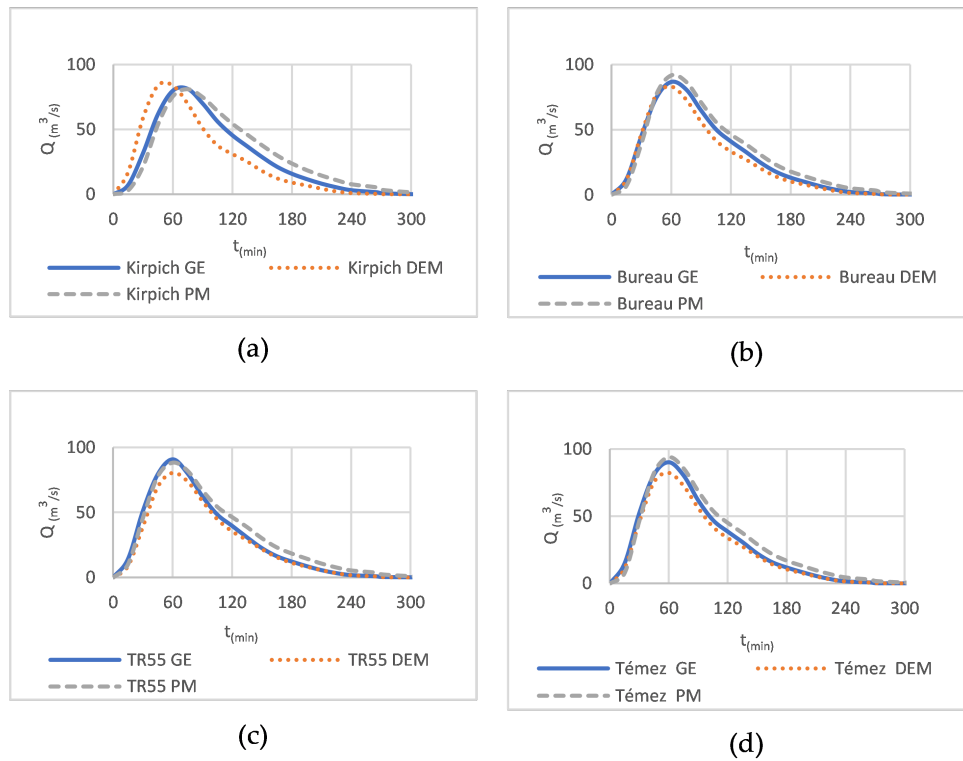 100
50
0
Q (m³/s)
0 60 120 180 240 300
t(min)
Kirpich GE Kirpich DEM
Kirpich PM
(a)
100
50
0
Q (m³/s)
0 60 120 180 240 300
t(min)
Bureau GE Bureau DEM
Bureau PM
(b)
100
50
0
Q (m³/s)
0 60 120 180 240 300
t(min)
TR55 GE TR55 DEM
TR55 PM
(c)
100
50
0
Q (m³/s)
0 60 120 180 240 300
t(min)
Témez GE Témez DEM
Témez PM
(d)